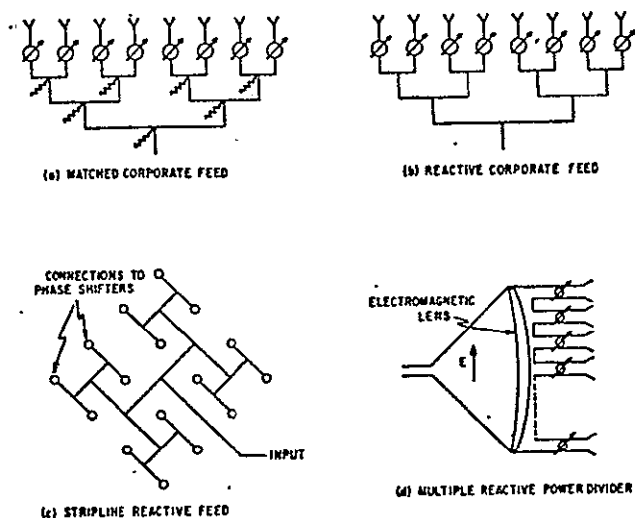 (a) MATCHED CORPORATE FEED
(b) REACTIVE CORPORATE FEED
CONNECTIONS TO
PHASE SHIFTERS
INPUT
(c) STRIPLINE REACTIVE FEED
ELECTROMAGNETIC
LENS
E
(d) MULTIPLE REACTIVE POWER DIVIDER